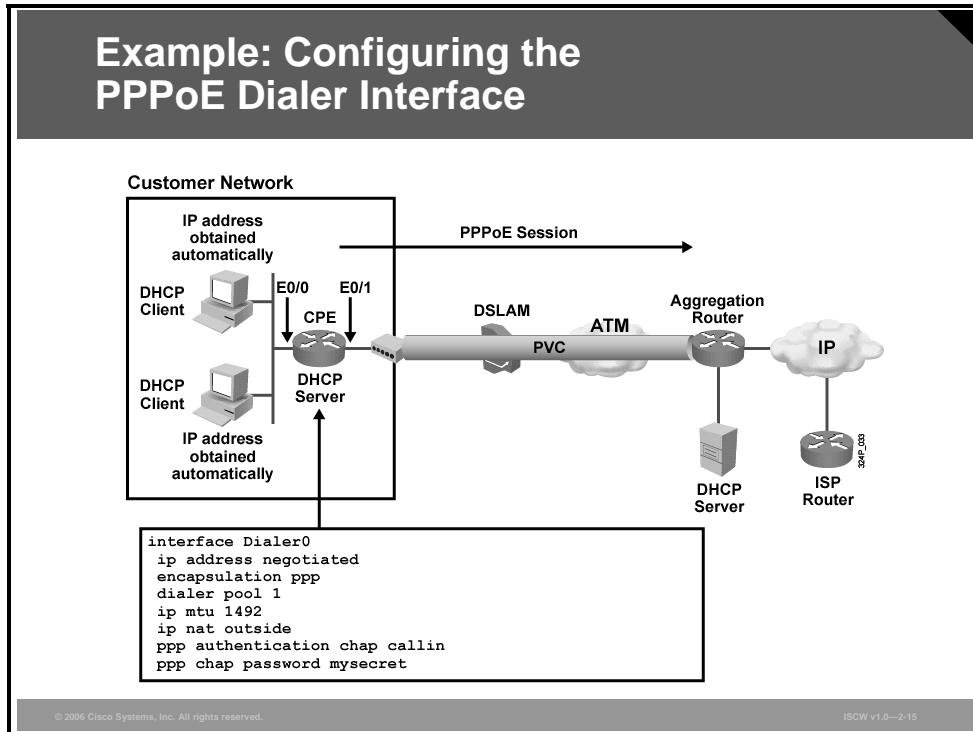 Example: Configuring the
PPPoE Dialer Interface
Customer Network
IP address
obtained
automatically
PPPoE Session
DHCP
Client
E0/0
E0/1
CPE
DSLAM
ATM
Aggregation
Router
PVC
IP
DHCP
Server
DHCP
Client
IP address
obtained
automatically
DHCP
Server
ISP
Router
324P_033
interface Dialer0
 ip address negotiated
 encapsulation ppp
 dialer pool 1
 ip mtu 1492
 ip nat outside
 ppp authentication chap callin
 ppp chap password mysecret
© 2006 Cisco Systems, Inc. All rights reserved.
ISCW v1.0—2-15